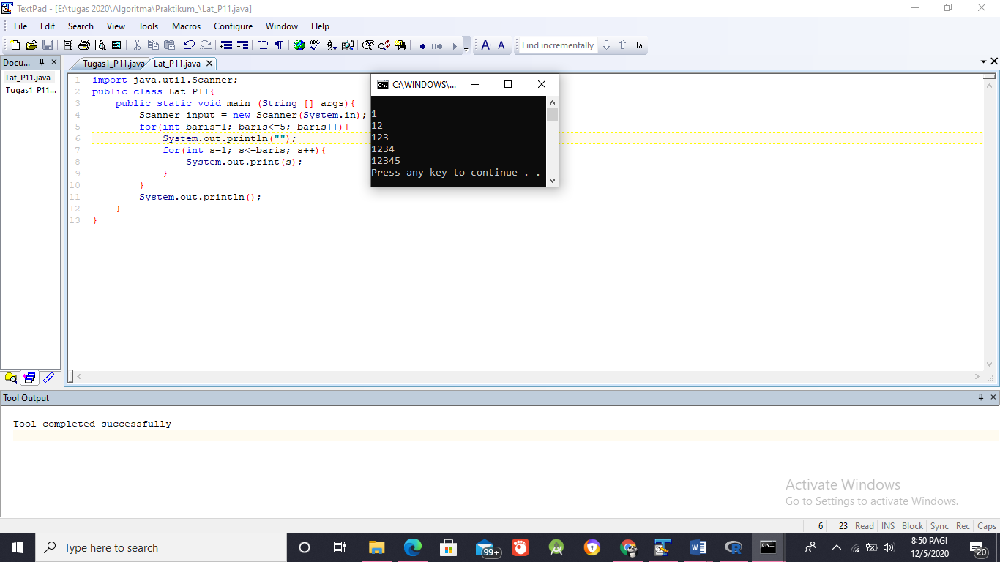 TextPad - [E:\tugas 2020\Algoritma\Praktikum_\Lat_P11.java]
File Edit Search View Tools Macros Configure Window Help
Find incrementally Aa
Docu...
Lat_P11.java
Tugas1_P11...
Tugas1_P11.java Lat_P11.java
1 import java.util.Scanner;
2 public class Lat_P11{
3 public static void main (String [] args){
4 Scanner input = new Scanner(System.in);
5 for(int baris=1; baris<=5; baris++){
6 System.out.println("");
7 for(int s=1; s<=baris; s++){
8 System.out.print(s);
9 }
10 }
11 System.out.println();
12 }
13 }
C:\WINDOWS\...
1
12
123
1234
12345
Press any key to continue . .
Tool Output
Tool completed successfully
Activate Windows
Go to Settings to activate Windows.
6 23 Read INS Block Sync Rec Caps
Type here to search
99+
8:50 PAGI
12/5/2020
20